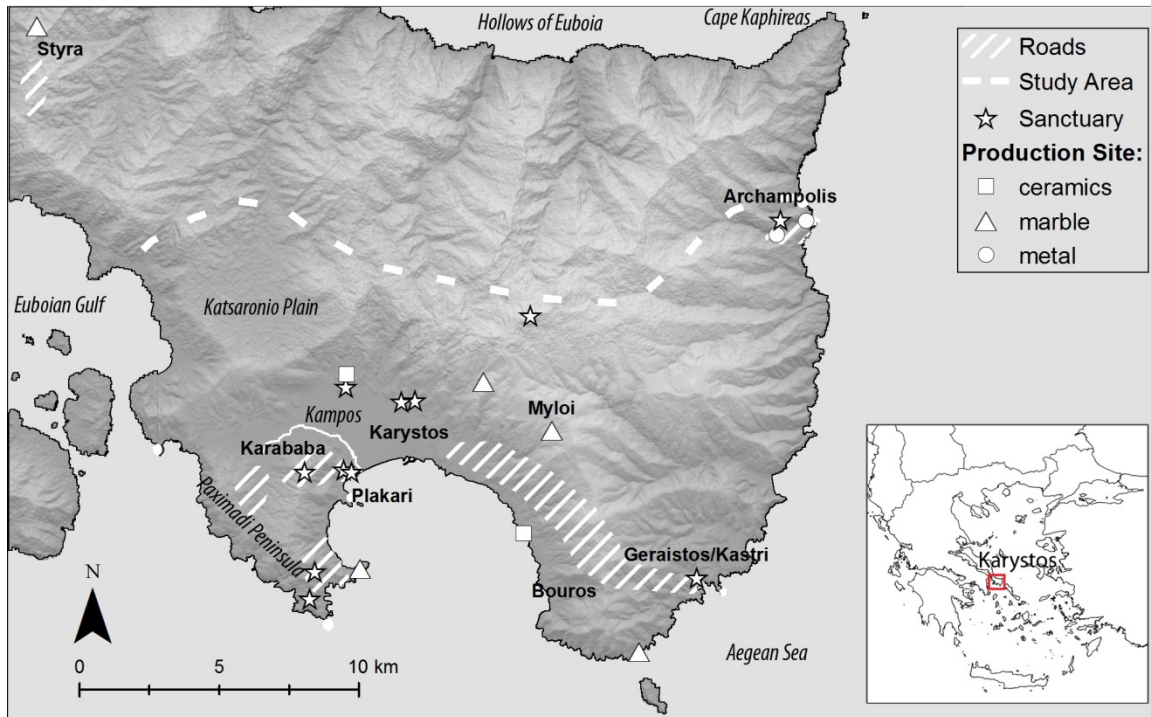 Hollows of Euboia
Cape Kaphireas
Styra
Roads
Study Area
Sanctuary
Production Site:
ceramics
marble
metal
Archampolis
Euboian Gulf
Katsaronio Plain
Kampos
Karystos
Myloi
Karababa
Plakari
Paximadi Peninsula
Geraistos/Kastri
Bouros
Aegean Sea
N
0 5 10 km
Karystos